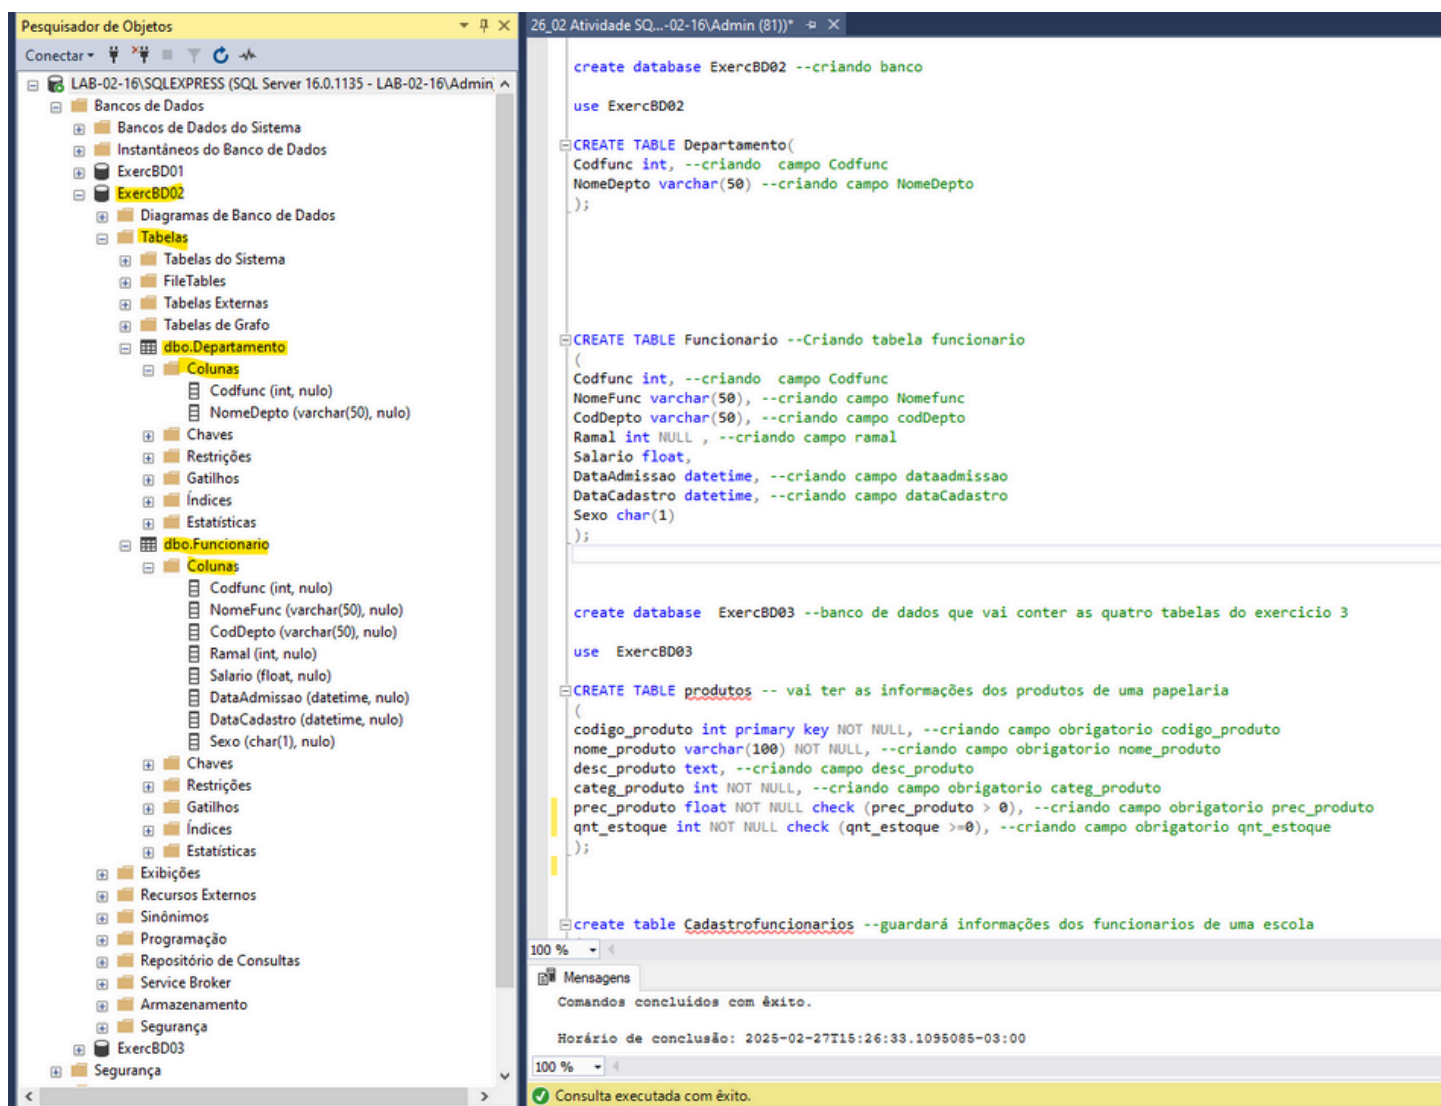 Pesquisador de Objetos
Conectar
LAB-02-16\SQLEXPRESS (SQL Server 16.0.1135 - LAB-02-16\Admin)
Bancos de Dados
Bancos de Dados do Sistema
Instantâneos do Banco de Dados
ExercBD01
ExercBD02
Diagramas de Banco de Dados
Tabelas
Tabelas do Sistema
FileTables
Tabelas Externas
Tabelas de Grafo
dbo.Departamento
Colunas
Codfunc (int, nulo)
NomeDepto (varchar(50), nulo)
Chaves
Restrições
Gatilhos
Índices
Estatísticas
dbo.Funcionario
Colunas
Codfunc (int, nulo)
NomeFunc (varchar(50), nulo)
CodDepto (varchar(50), nulo)
Ramal (int, nulo)
Salario (float, nulo)
DataAdmissao (datetime, nulo)
DataCadastro (datetime, nulo)
Sexo (char(1), nulo)
Chaves
Restrições
Gatilhos
Índices
Estatísticas
Exibições
Recursos Externos
Sinônimos
Programação
Repositório de Consultas
Service Broker
Armazenamento
Segurança
ExercBD03
Segurança
26_02 Atividade SQ...-02-16\Admin (81))*
create database ExercBD02 --criando banco
use ExercBD02
CREATE TABLE Departamento(
Codfunc int, --criando  campo Codfunc
NomeDepto varchar(50) --criando campo NomeDepto
);
CREATE TABLE Funcionario --Criando tabela funcionario
(
Codfunc int, --criando  campo Codfunc
NomeFunc varchar(50), --criando campo Nomefunc
CodDepto varchar(50), --criando campo codDepto
Ramal int NULL , --criando campo ramal
Salario float,
DataAdmissao datetime, --criando campo dataadmissao
DataCadastro datetime, --criando campo dataCadastro
Sexo char(1)
);
create database  ExercBD03 --banco de dados que vai conter as quatro tabelas do exercicio 3
use  ExercBD03
CREATE TABLE produtos -- vai ter as informações dos produtos de uma papelaria
(
codigo_produto int primary key NOT NULL, --criando campo obrigatorio codigo_produto
nome_produto varchar(100) NOT NULL, --criando campo obrigatorio nome_produto
desc_produto text, --criando campo desc_produto
categ_produto int NOT NULL, --criando campo obrigatorio categ_produto
prec_produto float NOT NULL check (prec_produto > 0), --criando campo obrigatorio prec_produto
qnt_estoque int NOT NULL check (qnt_estoque >=0), --criando campo obrigatorio qnt_estoque
);
create table Cadastrofuncionarios --guardará informações dos funcionarios de uma escola
100 %
Mensagens
Comandos concluídos com êxito.
Horário de conclusão: 2025-02-27T15:26:33.1095085-03:00
100 %
Consulta executada com êxito.